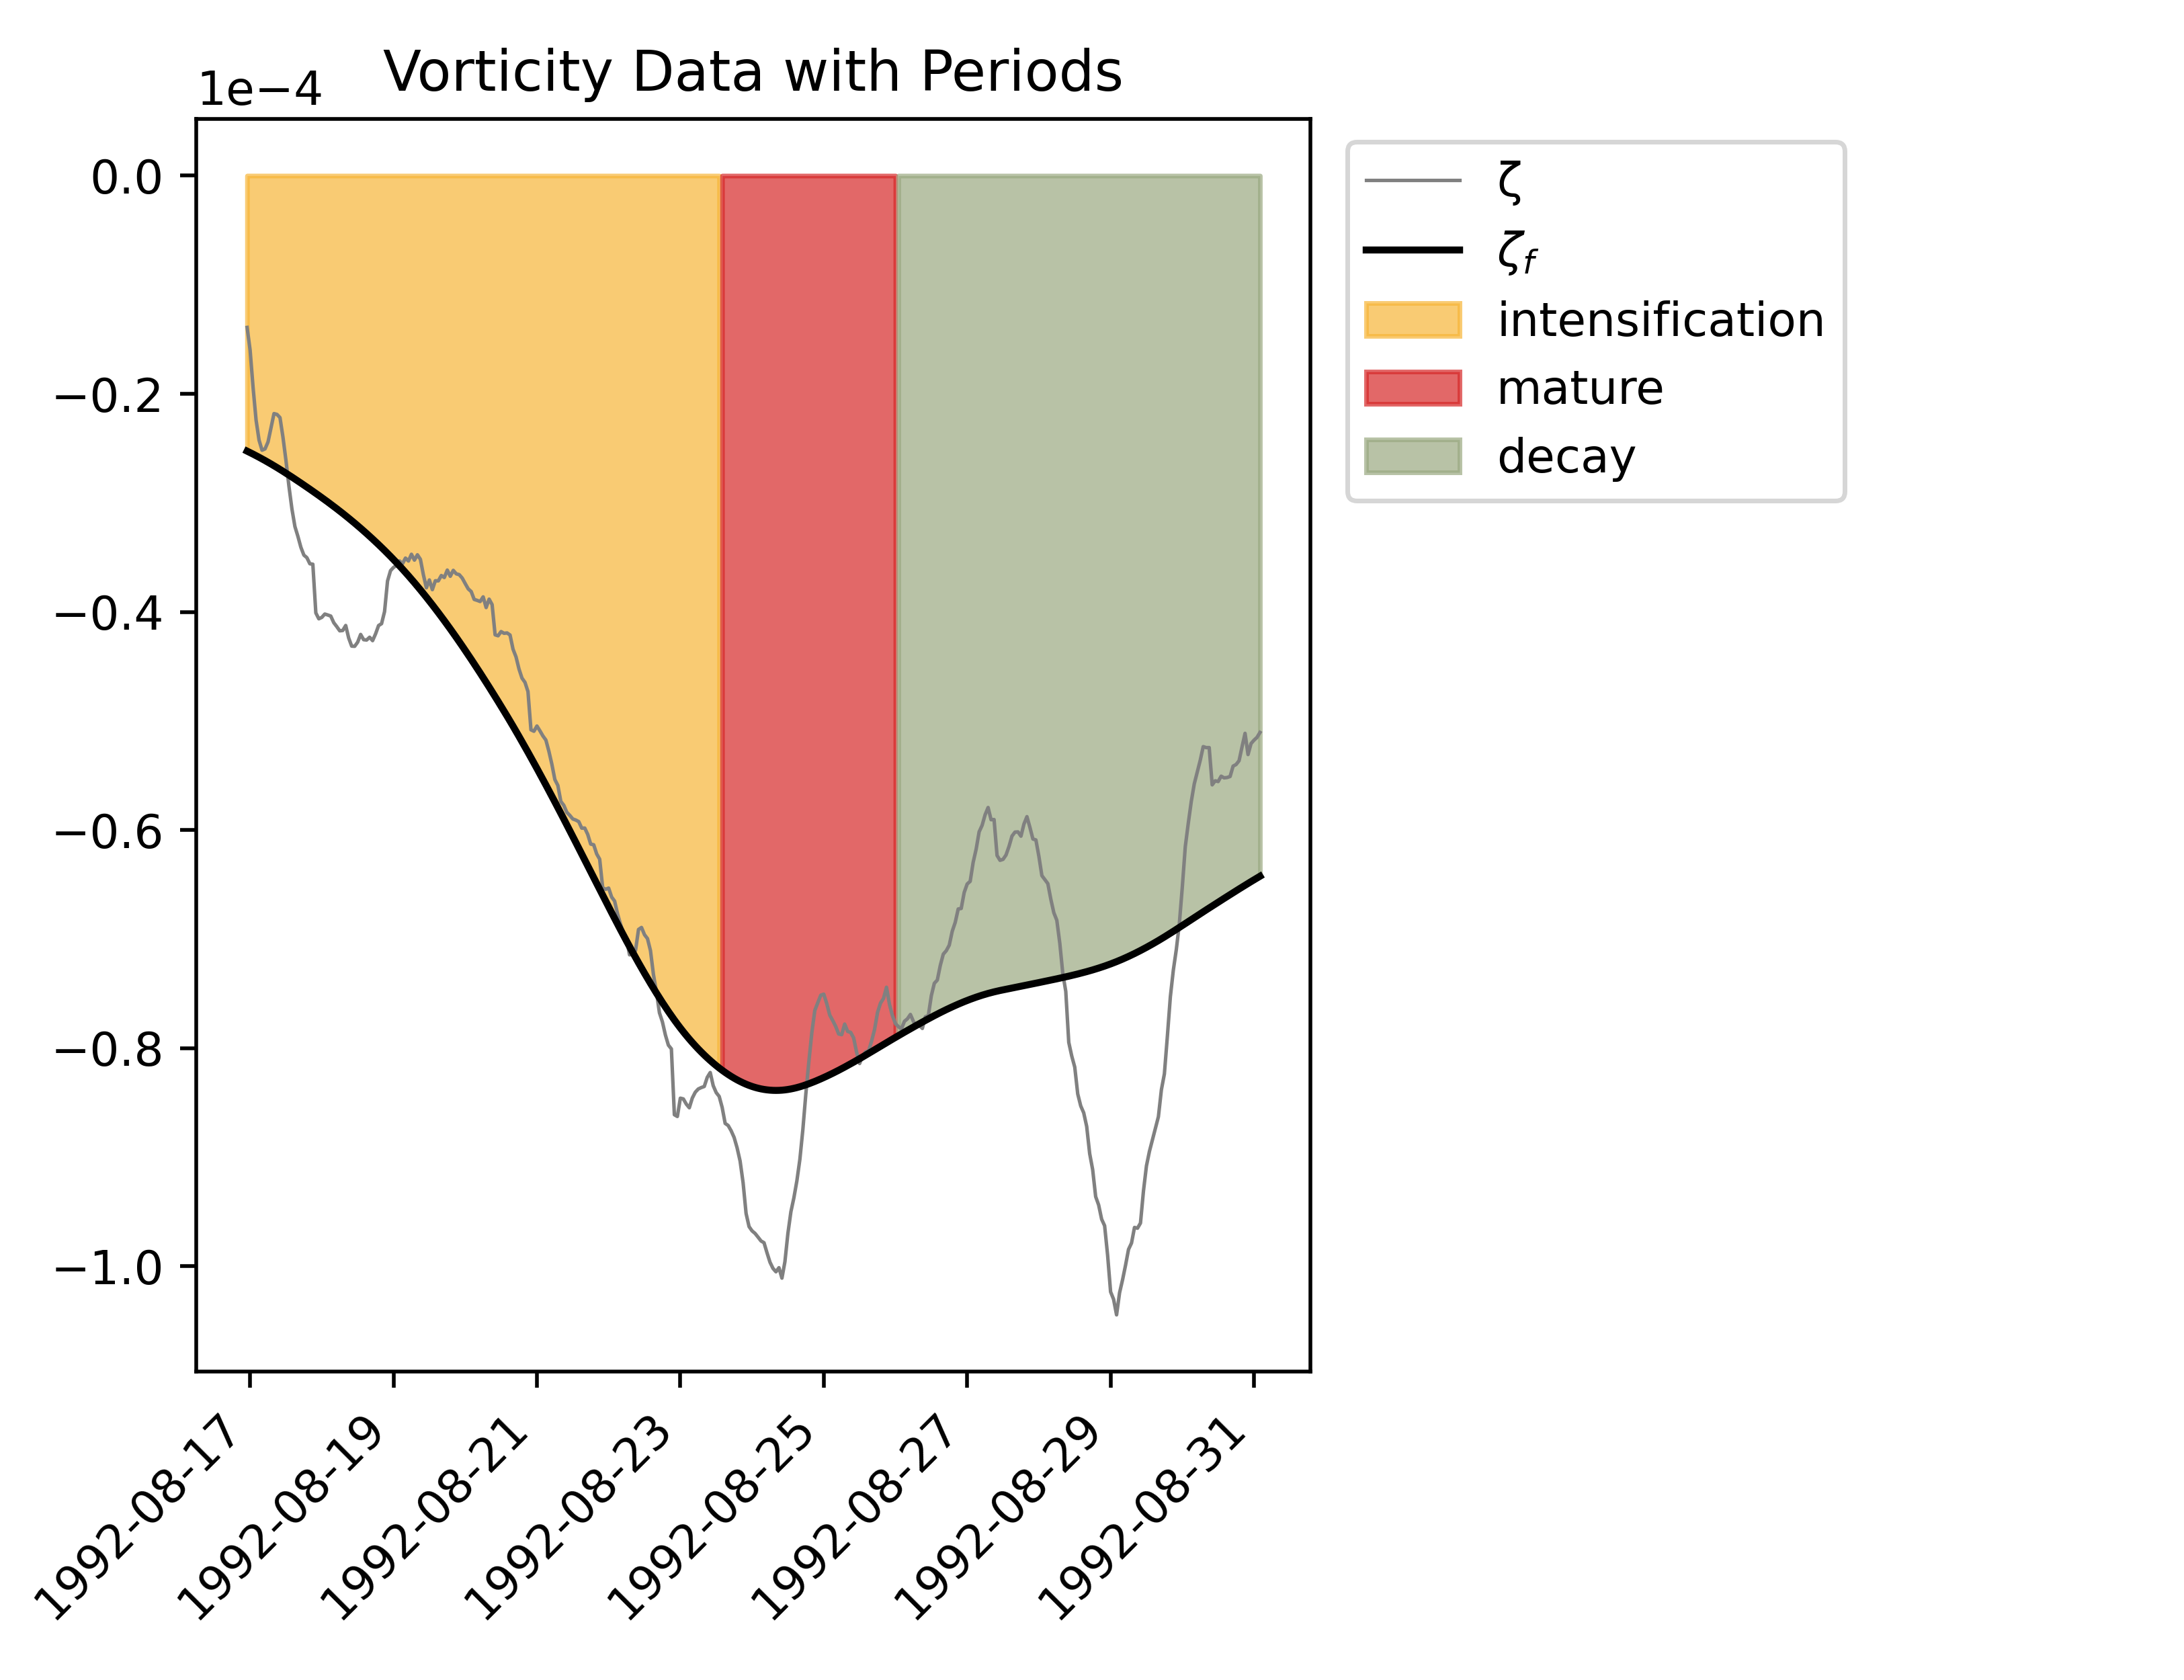 Vorticity Data with Periods
1e−4
0.0
−0.2
−0.4
−0.6
−0.8
−1.0
1992-08-17
1992-08-19
1992-08-21
1992-08-23
1992-08-25
1992-08-27
1992-08-29
1992-08-31
ζ
ζf
intensification
mature
decay